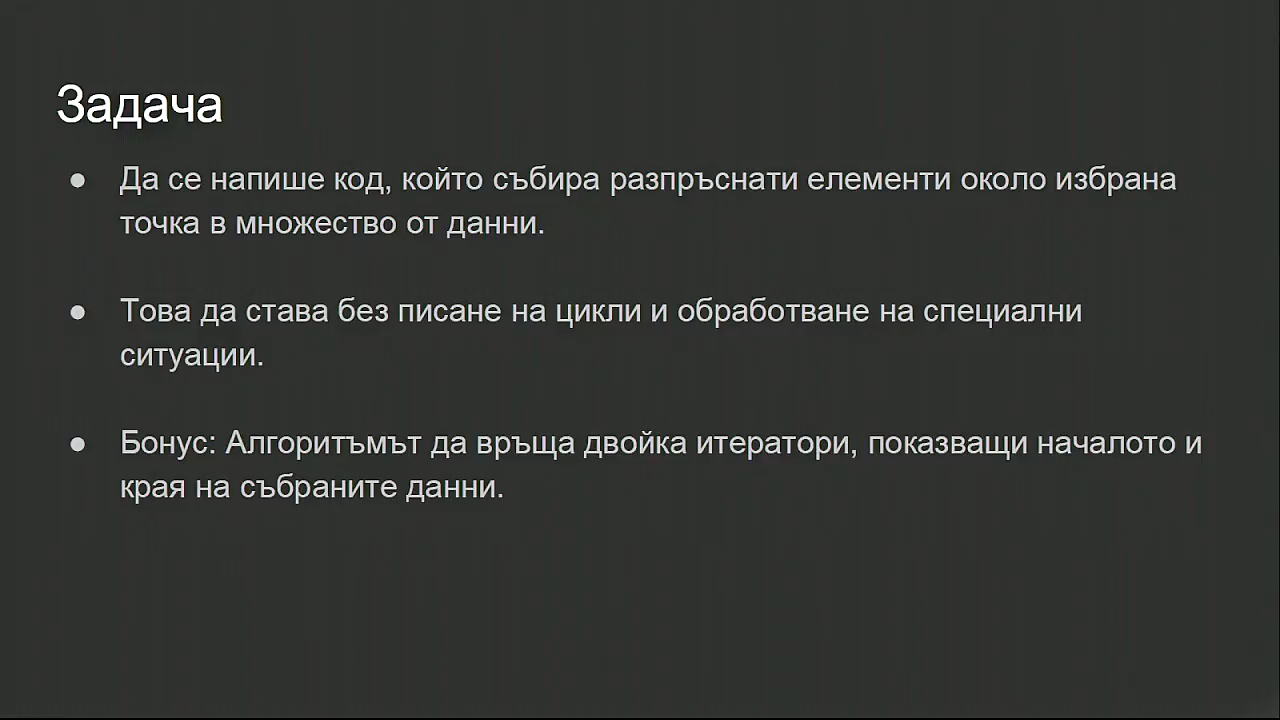 Задача
● Да се напише код, който събира разпръснати елементи около избрана
точка в множество от данни.
● Това да става без писане на цикли и обработване на специални
ситуации.
● Бонус: Алгоритъмът да връща двойка итератори, показващи началото и
края на събраните данни.